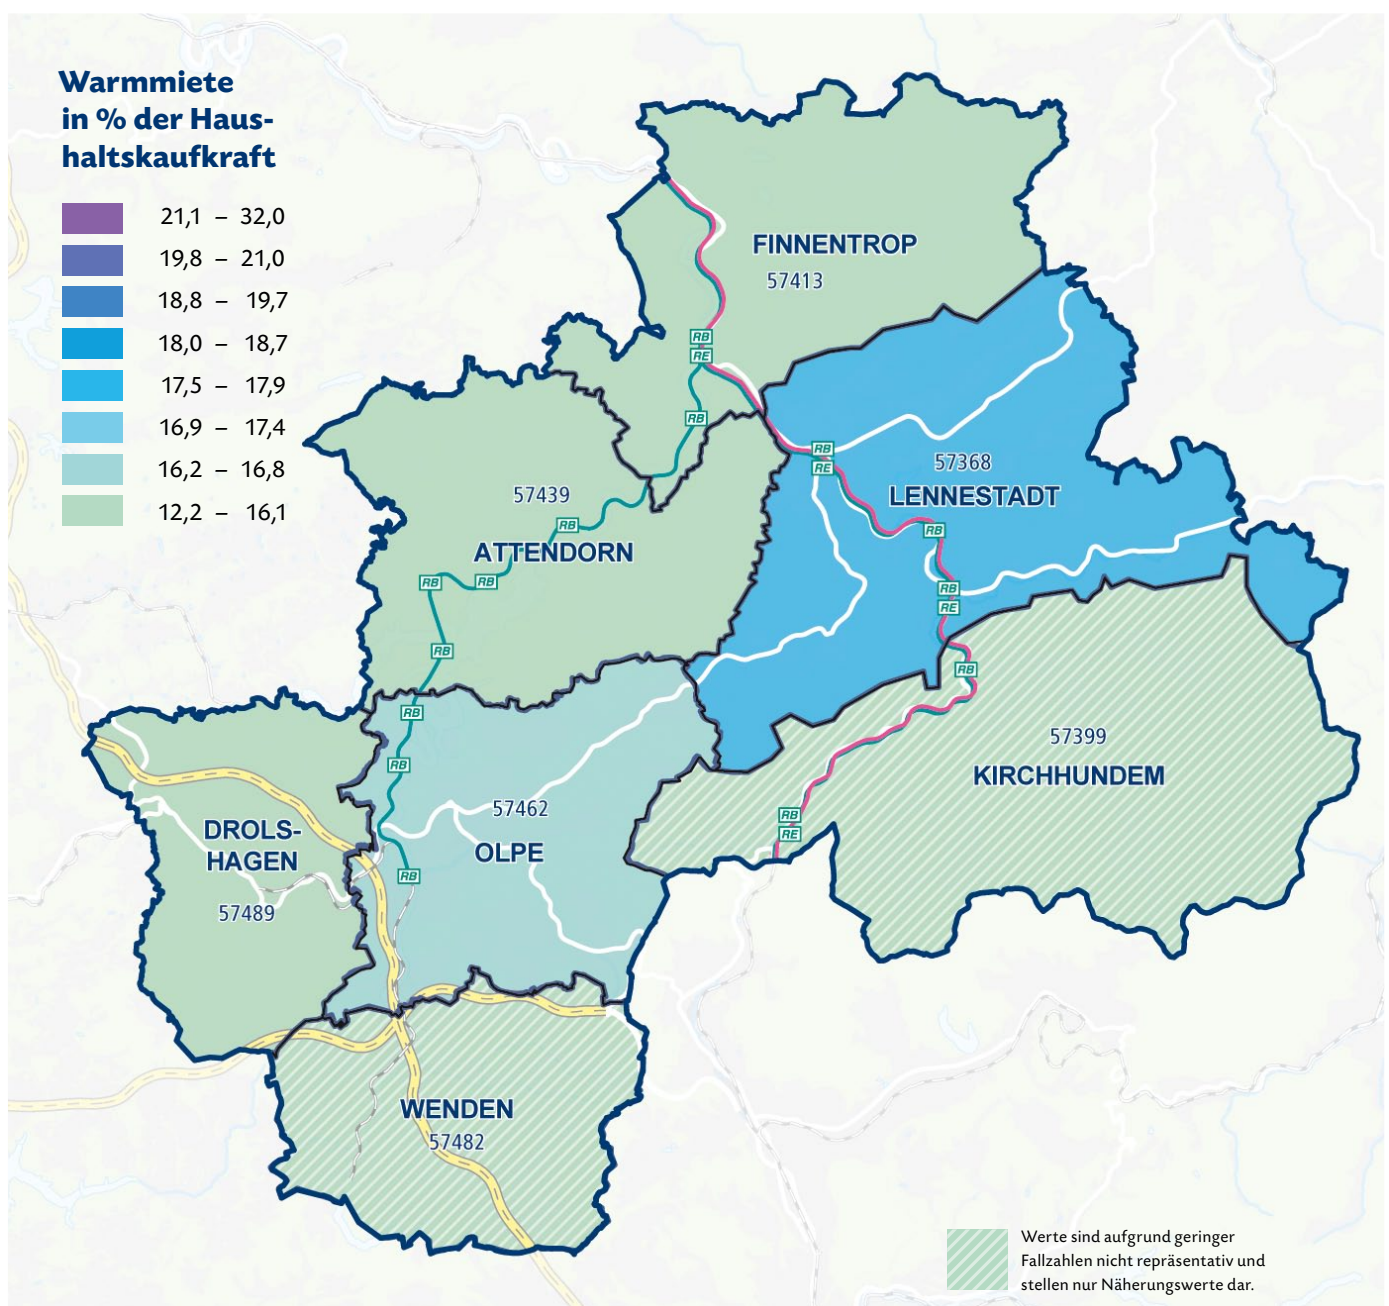 Warmmiete
in % der Haus-
haltskaufkraft
21,1 – 32,0
19,8 – 21,0
18,8 – 19,7
18,0 – 18,7
17,5 – 17,9
16,9 – 17,4
16,2 – 16,8
12,2 – 16,1
FINNENTROP
57413
RB
RE
RB
RB
RE
57368
LENNESTADT
57439
RB
RB
ATTENDORN
RB
RB
RB
RE
RB
RB
RB
57399
KIRCHHUNDEM
RB
57462
RB
RE
DROLS-
HAGEN
OLPE
RB
57489
WENDEN
57482
Werte sind aufgrund geringer
Fallzahlen nicht repräsentativ und
stellen nur Näherungswerte dar.